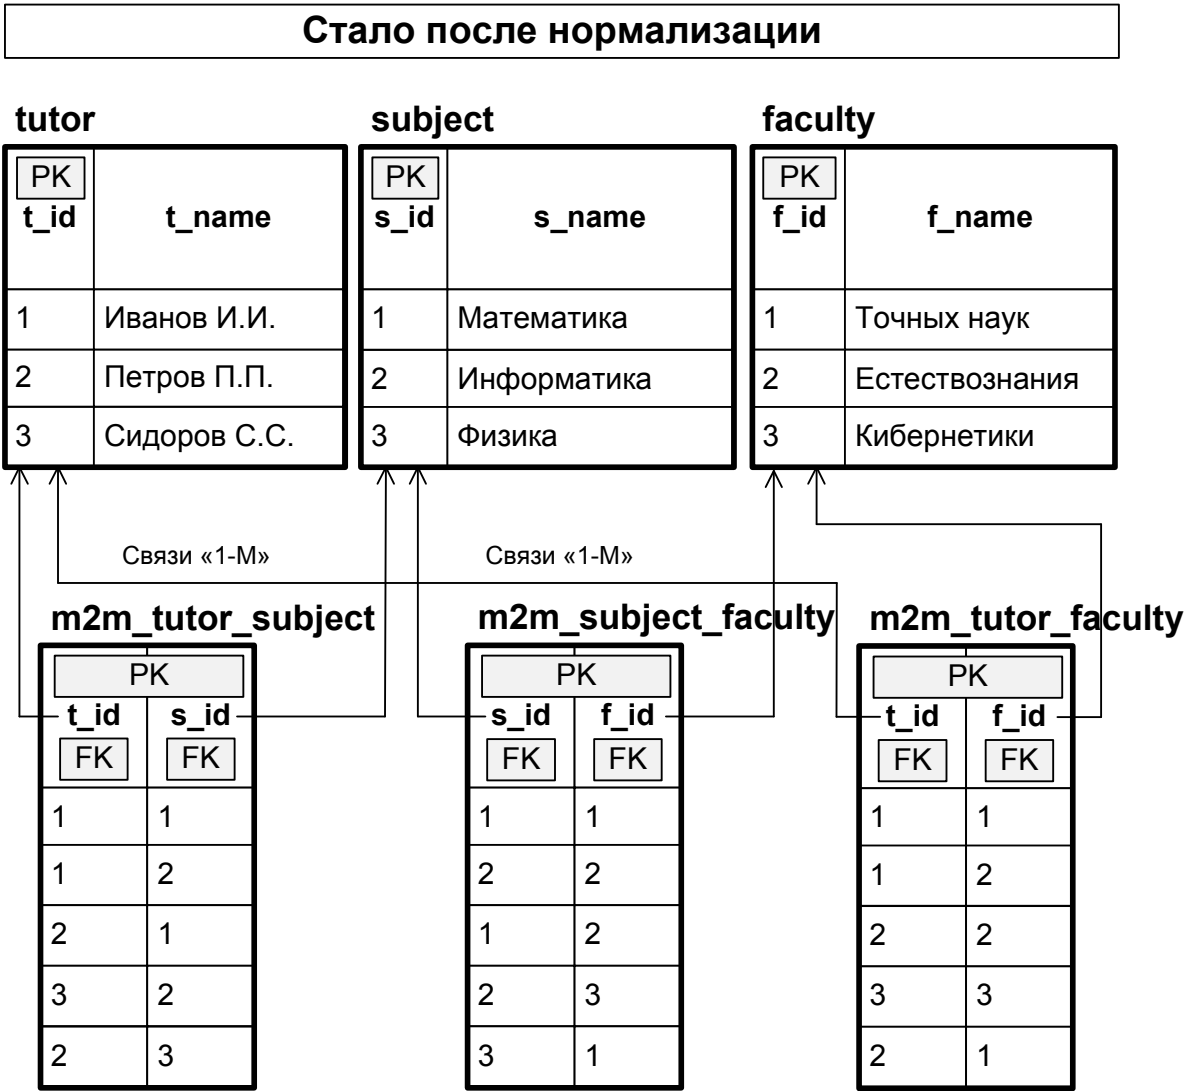 Стало после нормализации
tutor subject faculty
PK PK PK
t_id t_name s_id s_name f_id f_name
1 Иванов И.И. 1 Математика 1 Точных наук
2 Петров П.П. 2 Информатика 2 Естествознания
3 Сидоров С.С. 3 Физика 3 Кибернетики
Связи «1-М» Связи «1-М»
m2m_tutor_subject m2m_subject_faculty m2m_tutor_faculty
PK PK PK
t_id s_id s_id f_id t_id f_id
FK FK FK FK FK FK
1 1 1 1 1 1
1 2 2 2 1 2
2 1 1 2 2 2
3 2 2 3 3 3
2 3 3 1 2 1